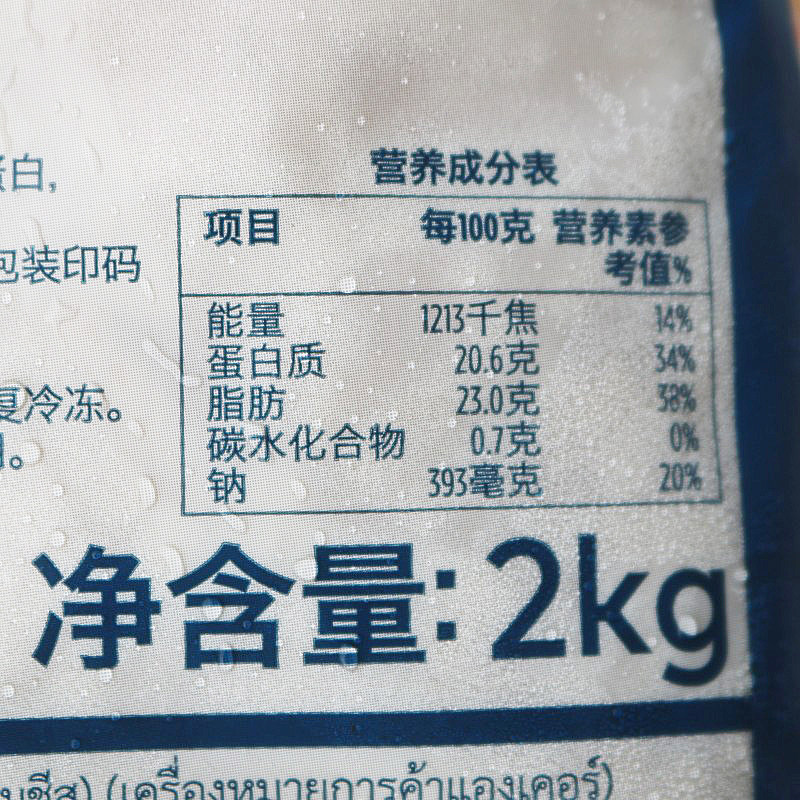 蛋白，
包装印码
复冷冻。
营养成分表
项目 每100克 营养素参
考值%
能量 1213千焦 14%
蛋白质 20.6克 34%
脂肪 23.0克 38%
碳水化合物 0.7克 0%
钠 393毫克 20%
净含量：2kg
(เครื่องหมายการค้าแองเคอร์)